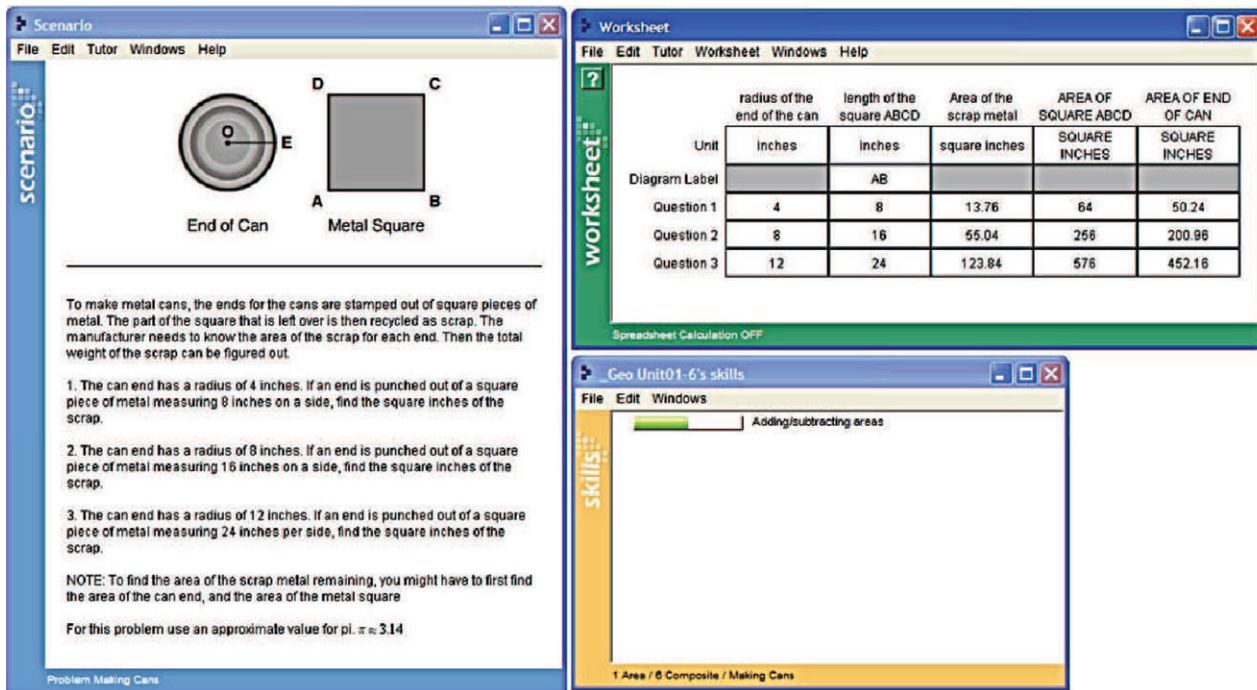 Scenario
File Edit Tutor Windows Help
scenario
D C
O E
A B
End of Can Metal Square
To make metal cans, the ends for the cans are stamped out of square pieces of
metal. The part of the square that is left over is then recycled as scrap. The
manufacturer needs to know the area of the scrap for each end. Then the total
weight of the scrap can be figured out.
1. The can end has a radius of 4 inches. If an end is punched out of a square
piece of metal measuring 8 inches on a side, find the square inches of the
scrap.
2. The can end has a radius of 8 inches. If an end is punched out of a square
piece of metal measuring 16 inches on a side, find the square inches of the
scrap.
3. The can end has a radius of 12 inches. If an end is punched out of a square
piece of metal measuring 24 inches per side, find the square inches of the
scrap.
NOTE: To find the area of the scrap metal remaining, you might have to first find
the area of the can end, and the area of the metal square
For this problem use an approximate value for pi. π ≈ 3.14
Problem Making Cans
Worksheet
File Edit Tutor Worksheet Windows Help
?
worksheet
radius of the length of the Area of the AREA OF AREA OF END
end of the can square ABCD scrap metal SQUARE ABCD OF CAN
Unit inches inches square inches SQUARE SQUARE
INCHES INCHES
Diagram Label AB
Question 1 4 8 13.76 64 50.24
Question 2 8 16 55.04 256 200.96
Question 3 12 24 123.84 576 452.16
Spreadsheet Calculation OFF
_Geo Unit01-6's skills
File Edit Windows
skills
Adding/subtracting areas
1 Area / 6 Composite / Making Cans